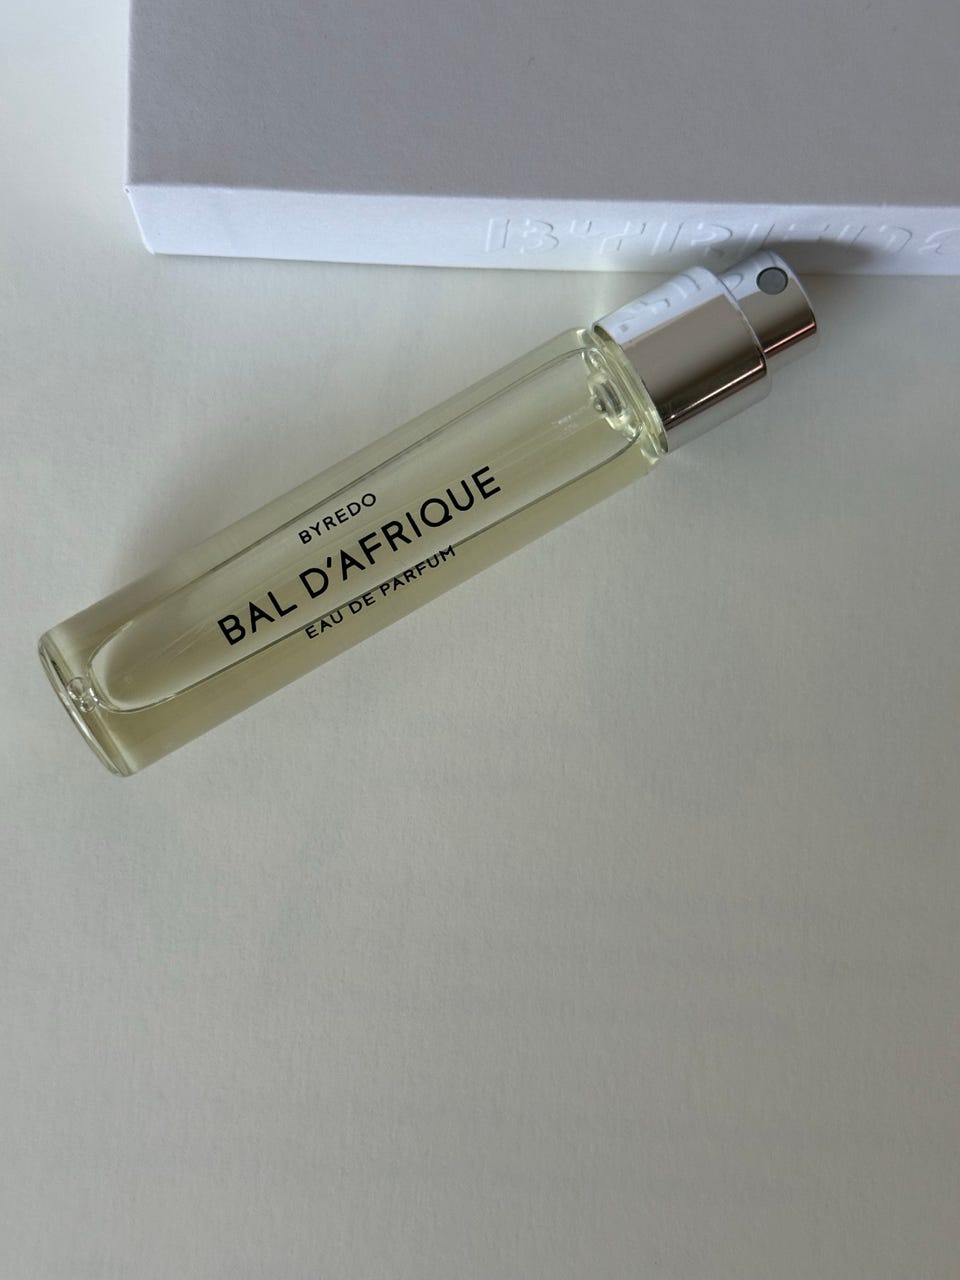 BYREDO
BAL D'AFRIQUE
EAU DE PARFUM